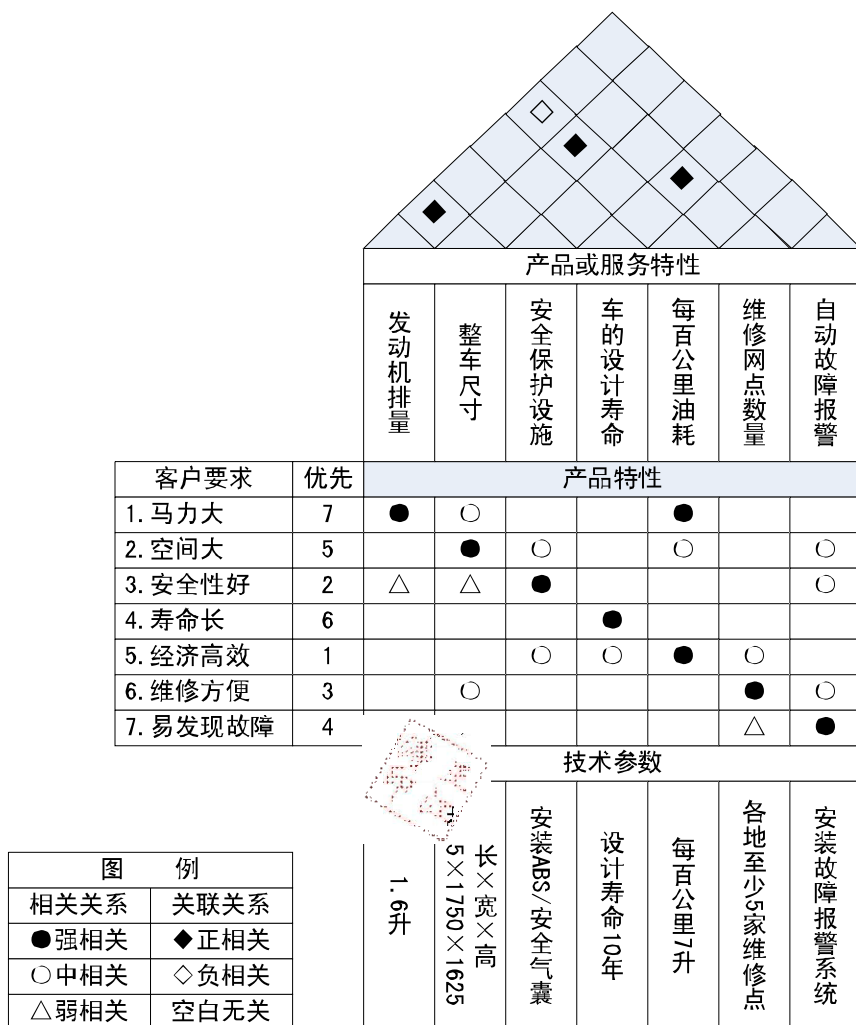 产品或服务特性
发动机排量
整车尺寸
安全保护设施
车的设计寿命
每百公里油耗
维修网点数量
自动故障报警
客户要求 优先 产品特性
1.马力大 7 ● ○ ●
2.空间大 5 ● ○ ○ ○
3.安全性好 2 △ △ ● ○
4.寿命长 6 ●
5.经济高效 1 ○ ○ ● ○
6.维修方便 3 ○ ● ○
7.易发现故障 4 △ ●
技术参数
1.6升
长×宽×高
5×1750×1625
安装ABS/安全气囊
设计寿命10年
每百公里7升
各地至少5家维修点
安装故障报警系统
图 例
相关关系 关联关系
●强相关 ◆正相关
○中相关 ◇负相关
△弱相关 空白无关